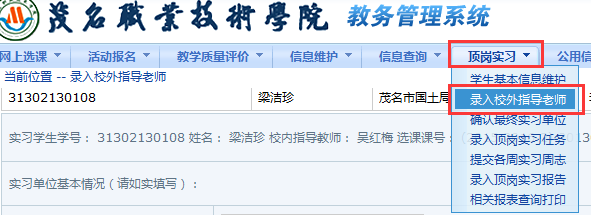 茂名職業技術學院 教务管理系统
网上选课 活动报名 教学质量评价 信息维护 信息查询 顶岗实习 公用信
当前位置 -- 录入校外指导老师
31302130108 梁洁珍 茂名市国土局
实习学生学号： 31302130108 姓名： 梁洁珍 校内指导教师： 吴红梅 选课课号：
实习单位基本情况（请如实填写）：
学生基本信息维护
录入校外指导老师
确认最终实习单位
录入顶岗实习任务
提交各周实习周志
录入顶岗实习报告
相关报表查询打印